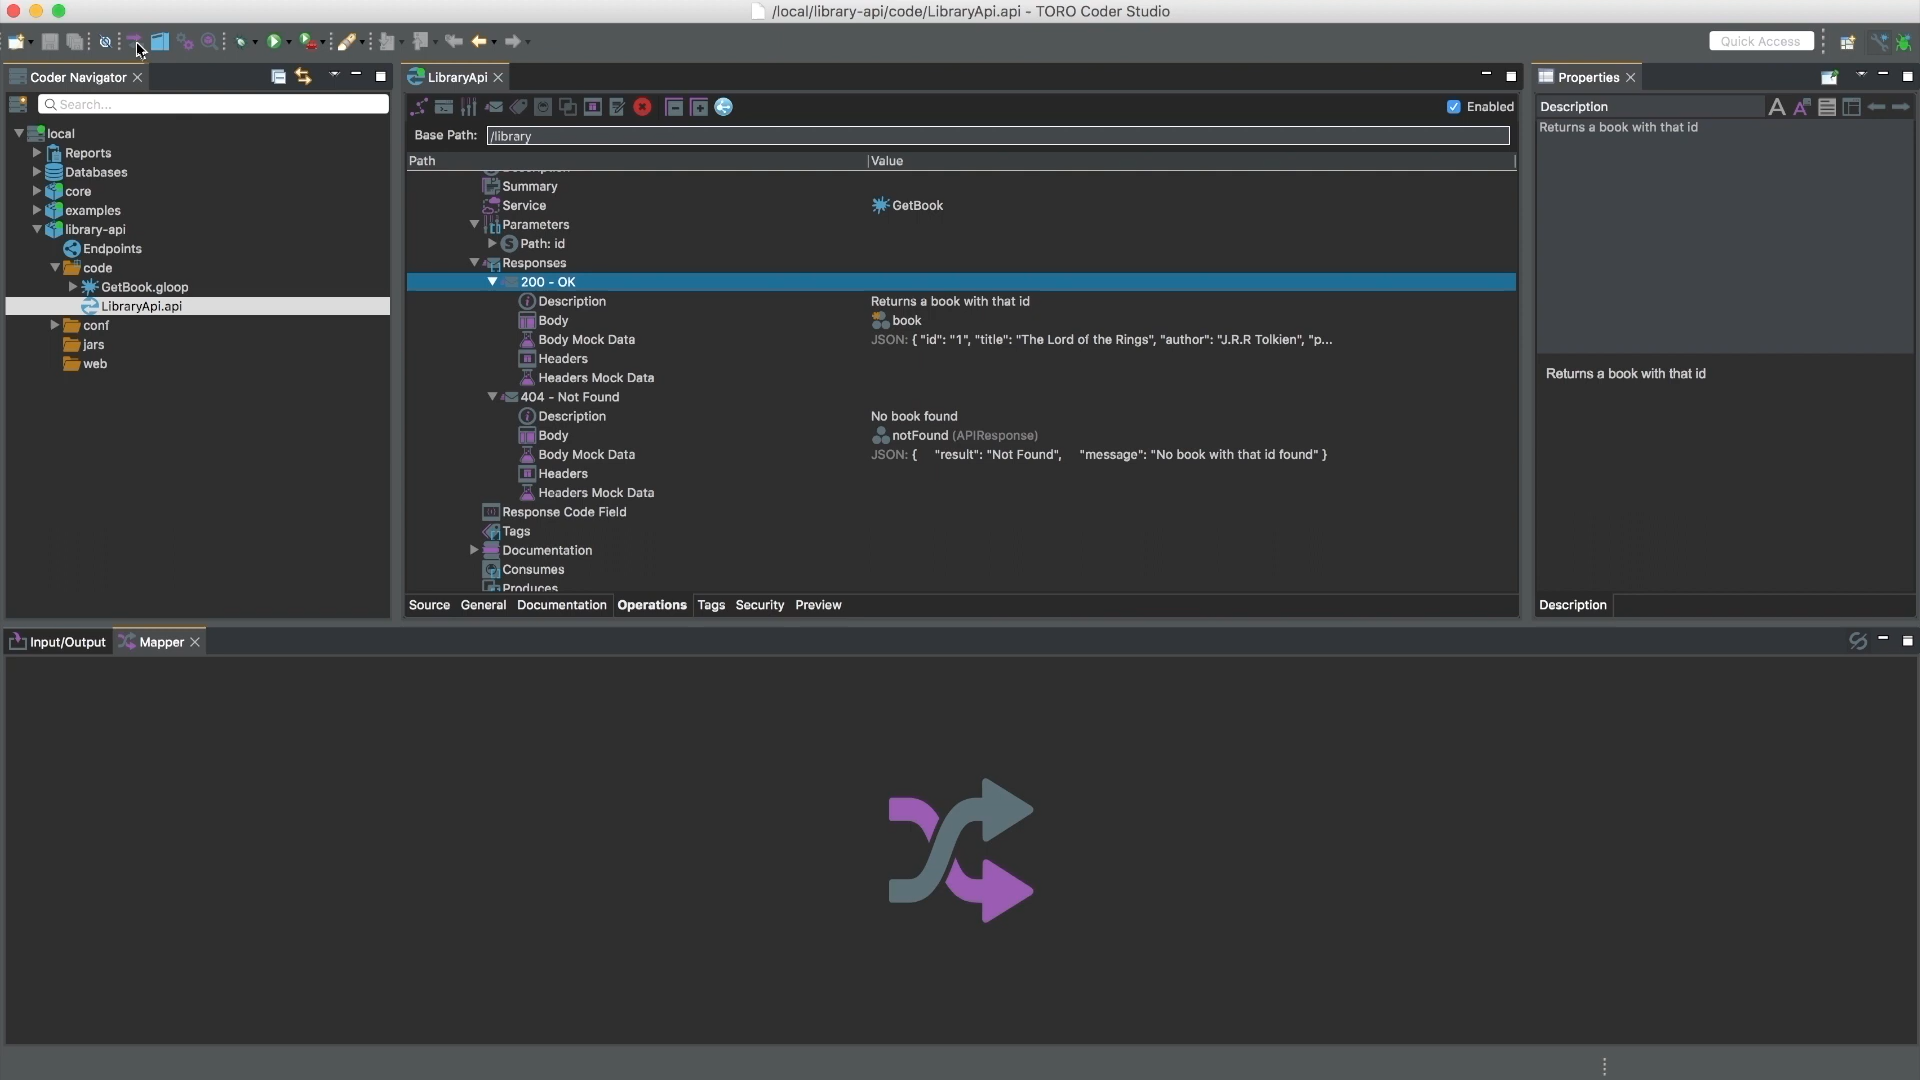 /local/library-api/code/LibraryApi.api - TORO Coder Studio
Quick Access
Coder Navigator
LibraryApi
Properties
Search...
Enabled
Description
Base Path: /library
Returns a book with that id
local
Path Value
Reports
Databases
core
examples
library-api
Endpoints
code
GetBook.gloop
LibraryApi.api
conf
jars
web
Summary
Service GetBook
Parameters
Path: id
Responses
200 - OK
Description Returns a book with that id
Body book
Body Mock Data JSON: { "id": "1", "title": "The Lord of the Rings", "author": "J.R.R Tolkien", "p...
Headers
Headers Mock Data
404 - Not Found
Description No book found
Body notFound (APIResponse)
Body Mock Data JSON: { "result": "Not Found", "message": "No book with that id found" }
Headers
Headers Mock Data
Response Code Field
Tags
Documentation
Consumes
Produces
Returns a book with that id
Source General Documentation Operations Tags Security Preview
Description
Input/Output Mapper